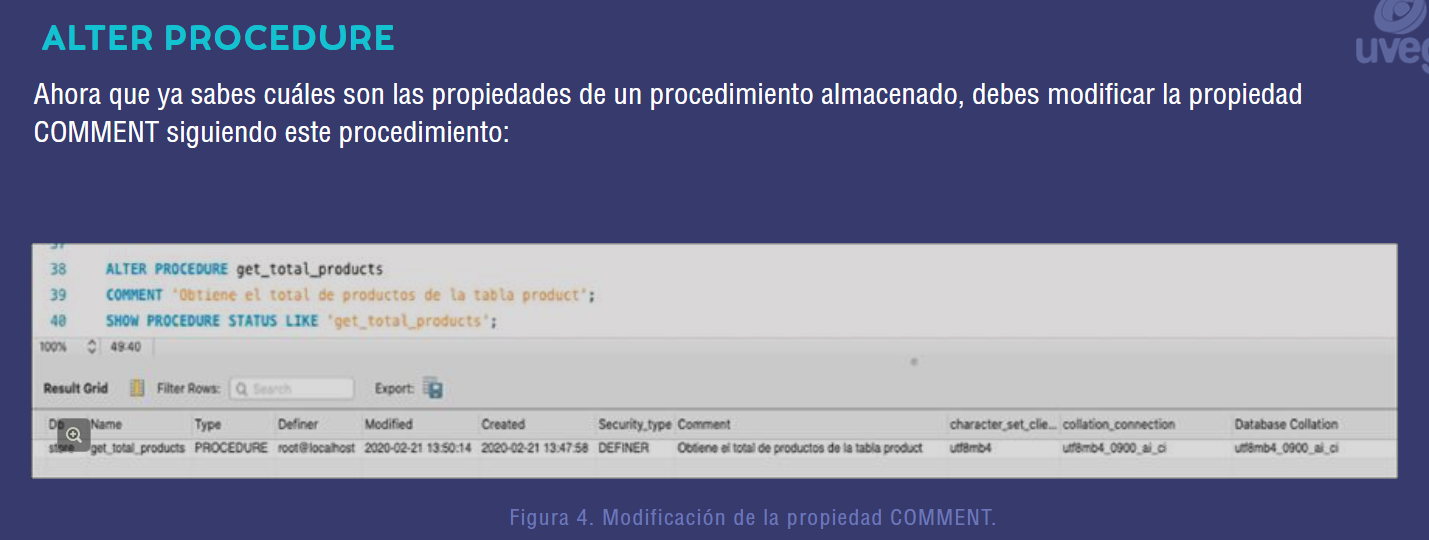 ALTER PROCEDURE
uveg
Ahora que ya sabes cuáles son las propiedades de un procedimiento almacenado, debes modificar la propiedad
COMMENT siguiendo este procedimiento:
37
38 ALTER PROCEDURE get_total_products
39 COMMENT 'Obtiene el total de productos de la tabla product';
40 SHOW PROCEDURE STATUS LIKE 'get_total_products';
100% 49:40
Result Grid Filter Rows: Search Export:
Db Name Type Definer Modified Created Security_type Comment character_set_clie... collation_connection Database Collation
store get_total_products PROCEDURE root@localhost 2020-02-21 13:50:14 2020-02-21 13:47:58 DEFINER Obtiene el total de productos de la tabla product utf8mb4 utf8mb4_0900_ai_ci utf8mb4_0900_ai_ci
Figura 4. Modificación de la propiedad COMMENT.